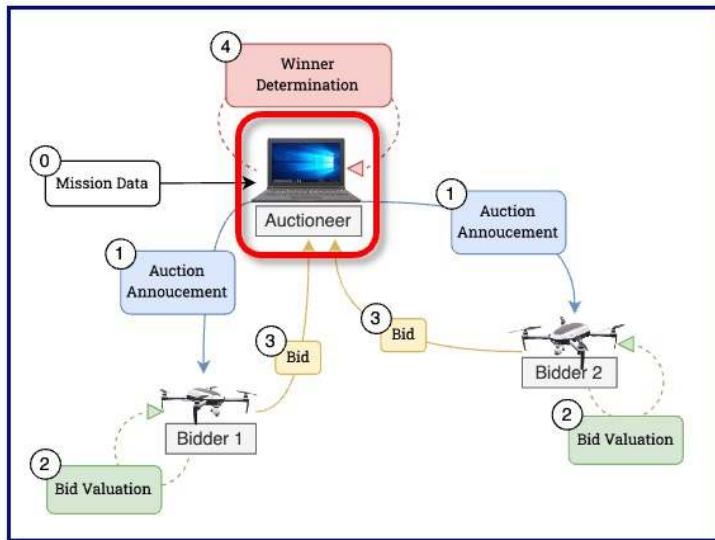 4
Winner
Determination
0
Mission Data
Auctioneer
1
Auction
Annoucement
1
Auction
Annoucement
3
Bid
3
Bid
Bidder 2
Bidder 1
2
Bid Valuation
2
Bid Valuation